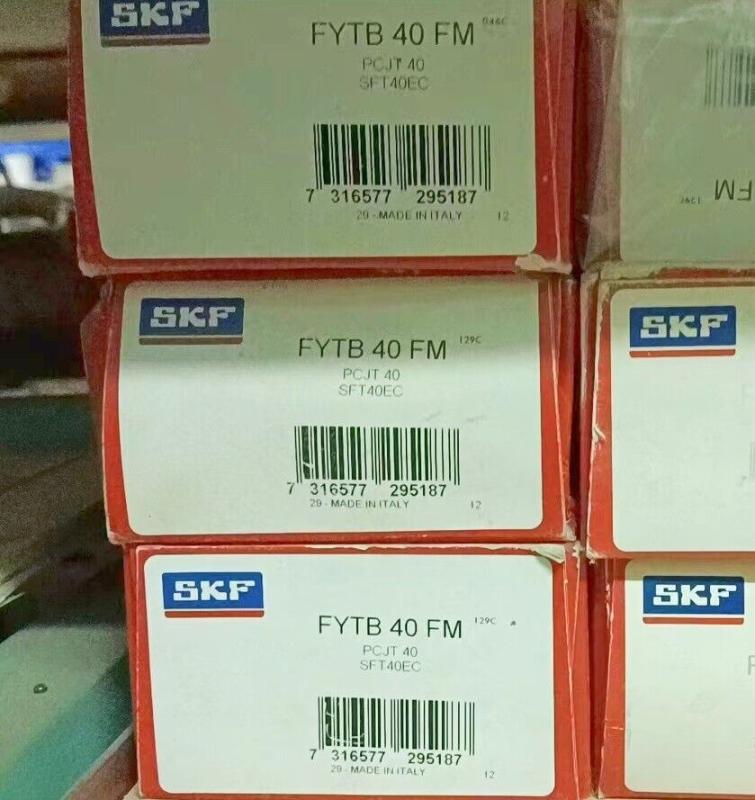 SKF
FYTB 40 FM
PCJT 40
SFT40EC
7 316577 295187
29 - MADE IN ITALY 12
SKF
FYTB 40 FM 129C
PCJT 40
SFT40EC
7 316577 295187
29 - MADE IN ITALY 12
SKF
FYTB 40 FM 129C
PCJT 40
SFT40EC
7 316577 295187
29 - MADE IN ITALY 12
FM 129C
SKF
SKF